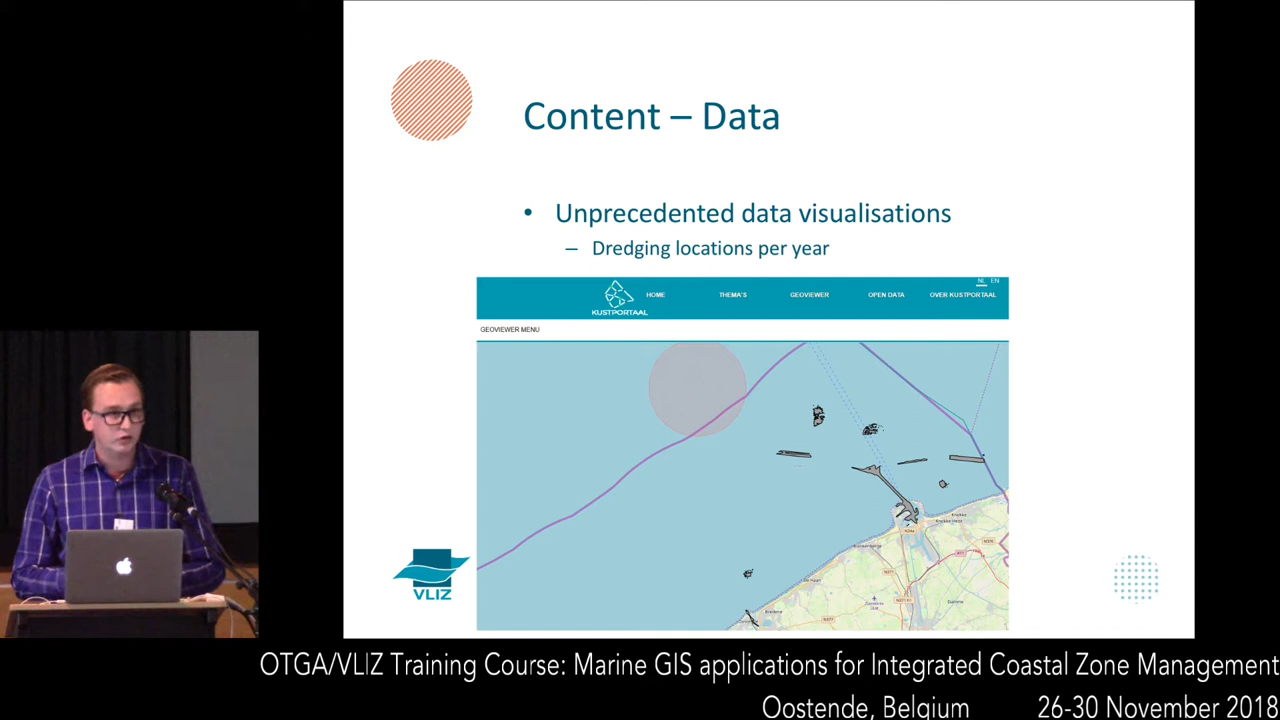 Content – Data
• Unprecedented data visualisations
– Dredging locations per year
NL EN
KUSTPORTAAL
HOME THEMA'S GEOVIEWER OPEN DATA OVER KUSTPORTAAL
GEOVIEWER MENU
VLIZ
OTGA/VLIZ Training Course: Marine GIS applications for Integrated Coastal Zone Management
Oostende, Belgium 26-30 November 2018